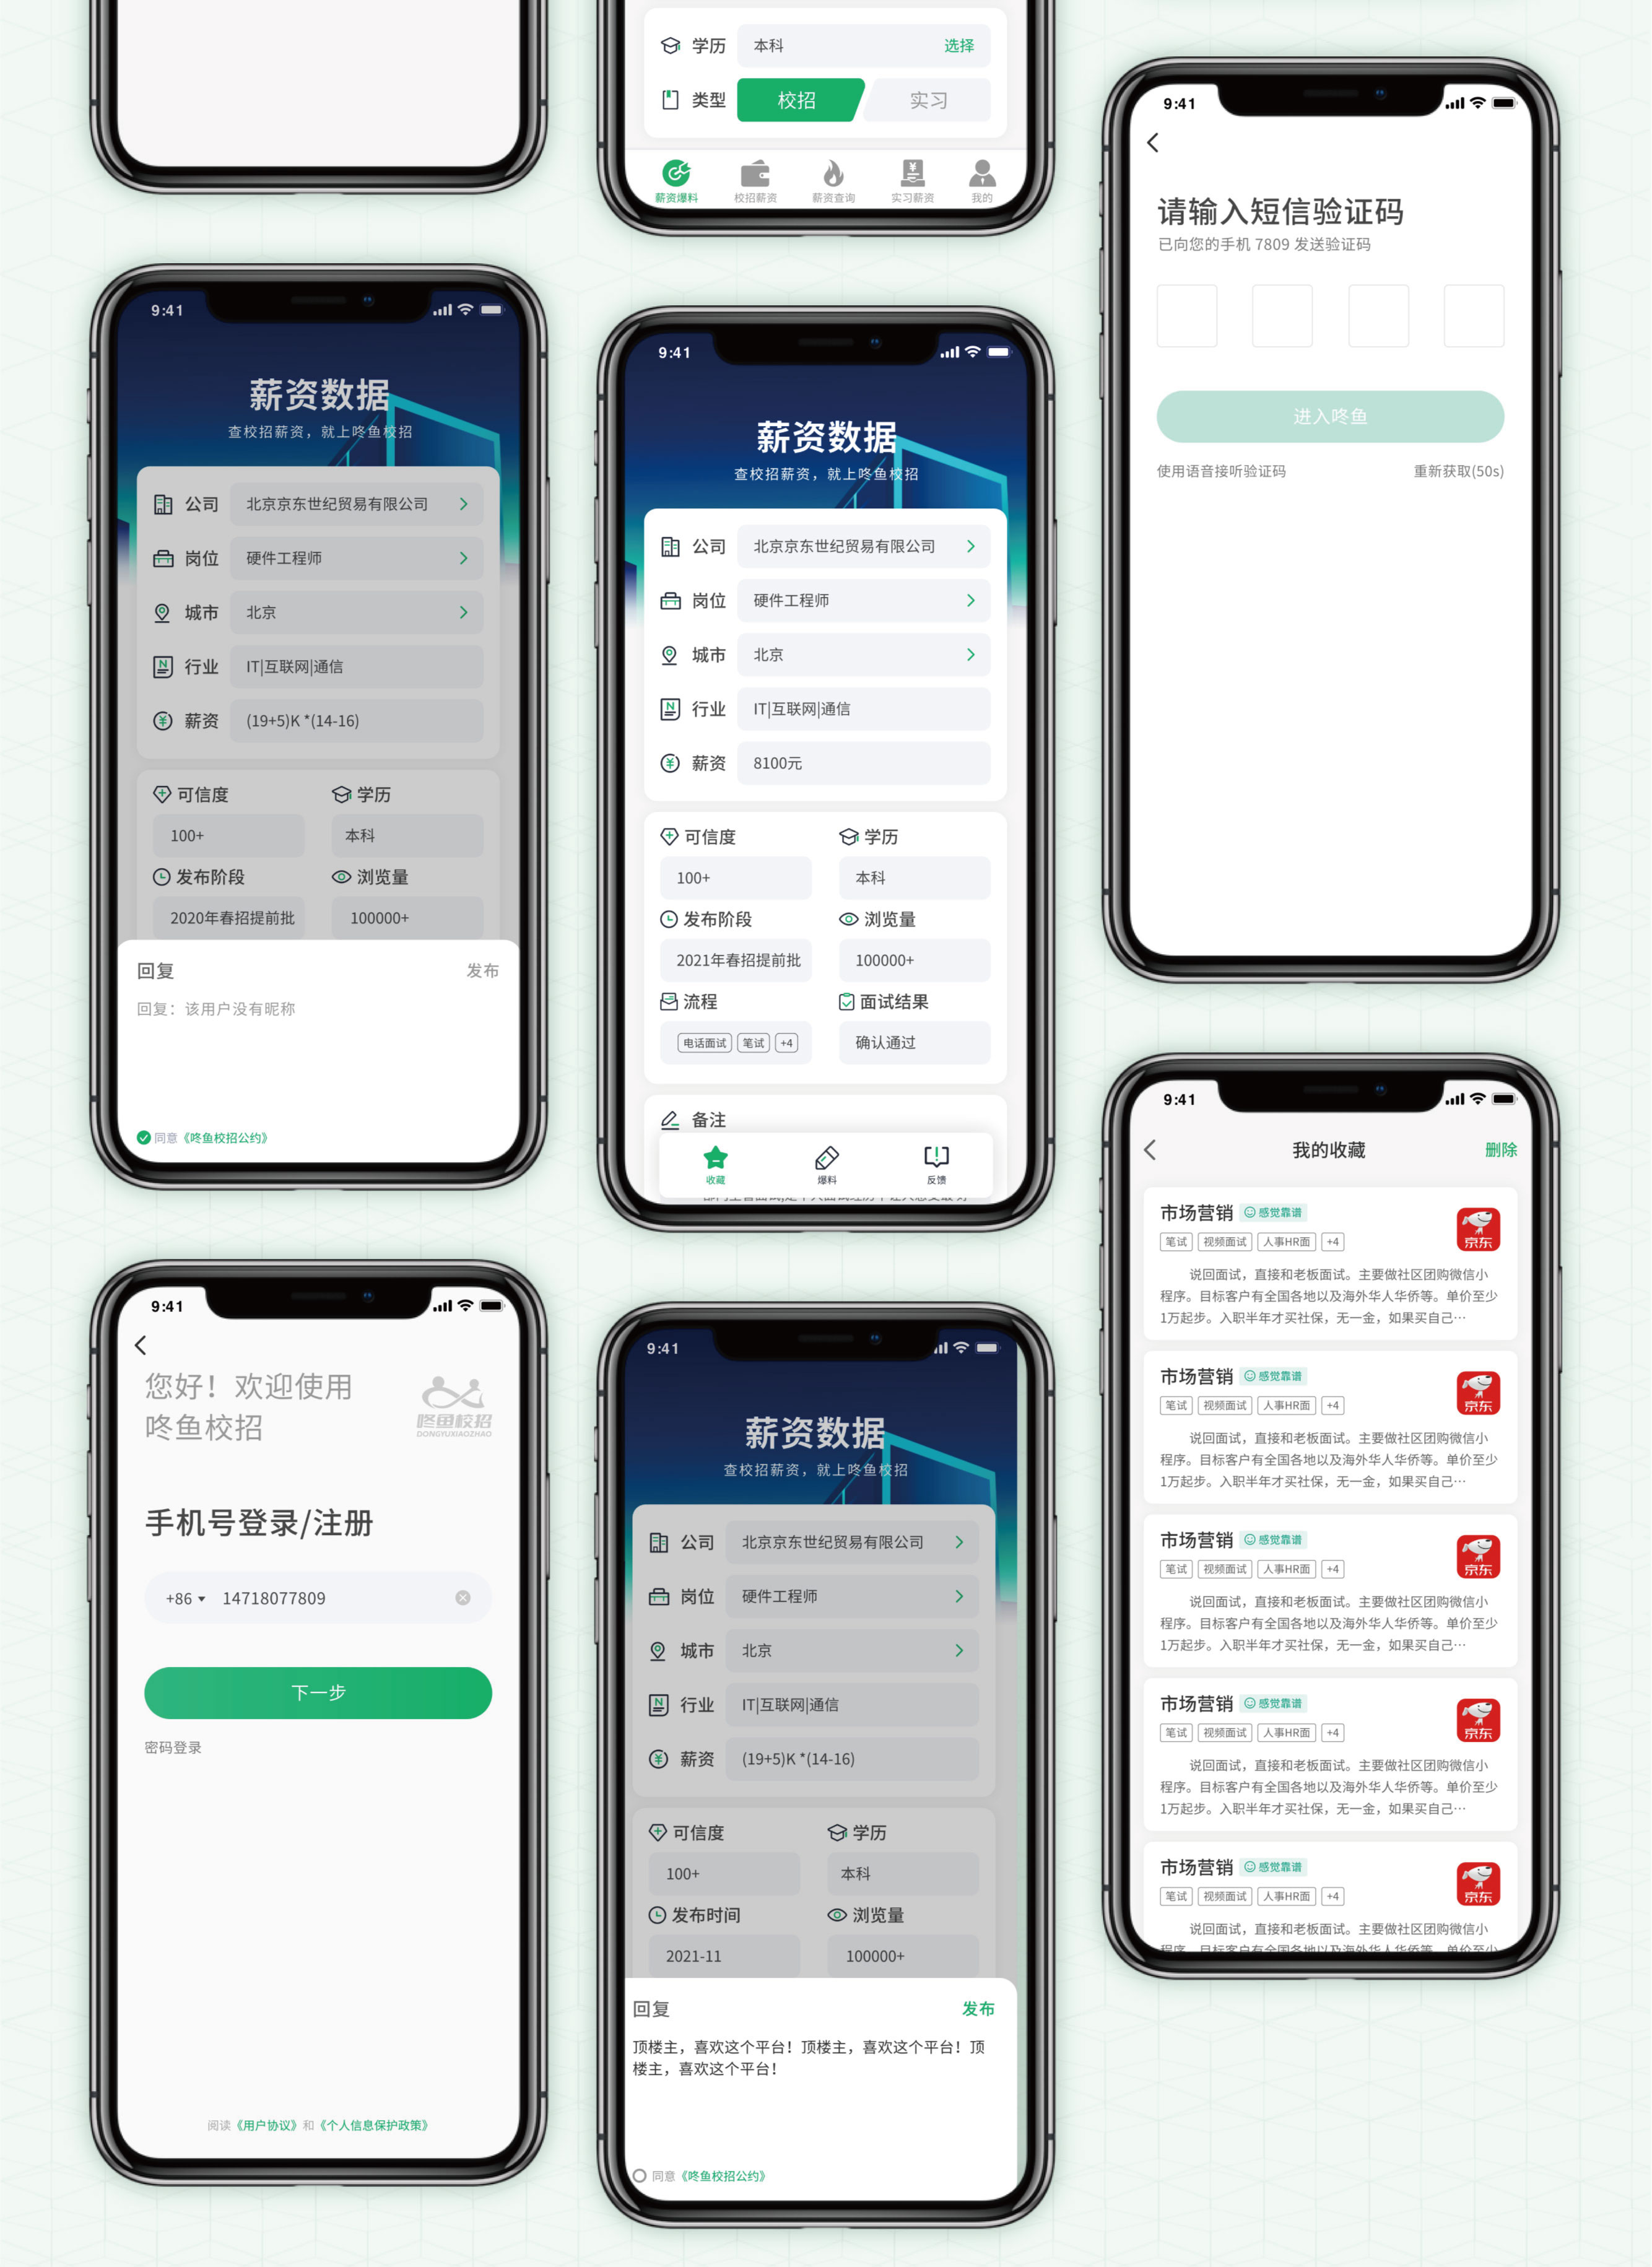 学历 本科 选择
类型 校招 实习
薪资爆料 校招薪资 薪资查询 实习薪资 我的
9:41
薪资数据
查校招薪资，就上咚鱼校招
公司 北京京东世纪贸易有限公司
岗位 硬件工程师
城市 北京
行业 IT|互联网|通信
薪资 (19+5)K *(14-16)
可信度 学历
100+ 本科
发布阶段 浏览量
2020年春招提前批 100000+
回复 发布
回复：该用户没有昵称
同意《咚鱼校招公约》
9:41
您好！欢迎使用
咚鱼校招
咚鱼校招
DONGYUXIAOZHAO
手机号登录/注册
+86 14718077809
下一步
密码登录
阅读《用户协议》和《个人信息保护政策》
9:41
薪资数据
查校招薪资，就上咚鱼校招
公司 北京京东世纪贸易有限公司
岗位 硬件工程师
城市 北京
行业 IT|互联网|通信
薪资 8100元
可信度 学历
100+ 本科
发布阶段 浏览量
2021年春招提前批 100000+
流程 面试结果
电话面试 笔试 +4 确认通过
备注
收藏 爆料 反馈
9:41
薪资数据
查校招薪资，就上咚鱼校招
公司 北京京东世纪贸易有限公司
岗位 硬件工程师
城市 北京
行业 IT|互联网|通信
薪资 (19+5)K *(14-16)
可信度 学历
100+ 本科
发布时间 浏览量
2021-11 100000+
回复 发布
顶楼主，喜欢这个平台！顶楼主，喜欢这个平台！顶
楼主，喜欢这个平台！
同意《咚鱼校招公约》
9:41
请输入短信验证码
已向您的手机 7809 发送验证码
进入咚鱼
使用语音接听验证码 重新获取(50s)
9:41
我的收藏 删除
市场营销 感觉靠谱
笔试 视频面试 人事HR面 +4
京东
说回面试，直接和老板面试。主要做社区团购微信小
程序。目标客户有全国各地以及海外华人华侨等。单价至少
1万起步。入职半年才买社保，无一金，如果买自己…
市场营销 感觉靠谱
笔试 视频面试 人事HR面 +4
京东
说回面试，直接和老板面试。主要做社区团购微信小
程序。目标客户有全国各地以及海外华人华侨等。单价至少
1万起步。入职半年才买社保，无一金，如果买自己…
市场营销 感觉靠谱
笔试 视频面试 人事HR面 +4
京东
说回面试，直接和老板面试。主要做社区团购微信小
程序。目标客户有全国各地以及海外华人华侨等。单价至少
1万起步。入职半年才买社保，无一金，如果买自己…
市场营销 感觉靠谱
笔试 视频面试 人事HR面 +4
京东
说回面试，直接和老板面试。主要做社区团购微信小
程序。目标客户有全国各地以及海外华人华侨等。单价至少
1万起步。入职半年才买社保，无一金，如果买自己…
市场营销 感觉靠谱
笔试 视频面试 人事HR面 +4
京东
说回面试，直接和老板面试。主要做社区团购微信小
程序。目标客户有全国各地以及海外华人华侨等。单价至少